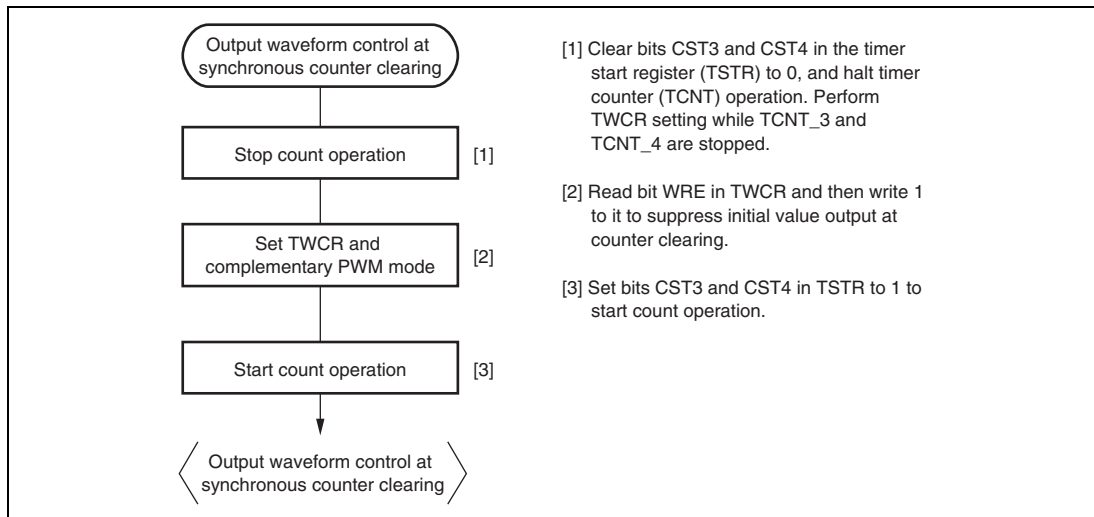 Output waveform control at
synchronous counter clearing
Stop count operation
[1]
Set TWCR and
complementary PWM mode
[2]
Start count operation
[3]
Output waveform control at
synchronous counter clearing
[1] Clear bits CST3 and CST4 in the timer
start register (TSTR) to 0, and halt timer
counter (TCNT) operation. Perform
TWCR setting while TCNT_3 and
TCNT_4 are stopped.
[2] Read bit WRE in TWCR and then write 1
to it to suppress initial value output at
counter clearing.
[3] Set bits CST3 and CST4 in TSTR to 1 to
start count operation.